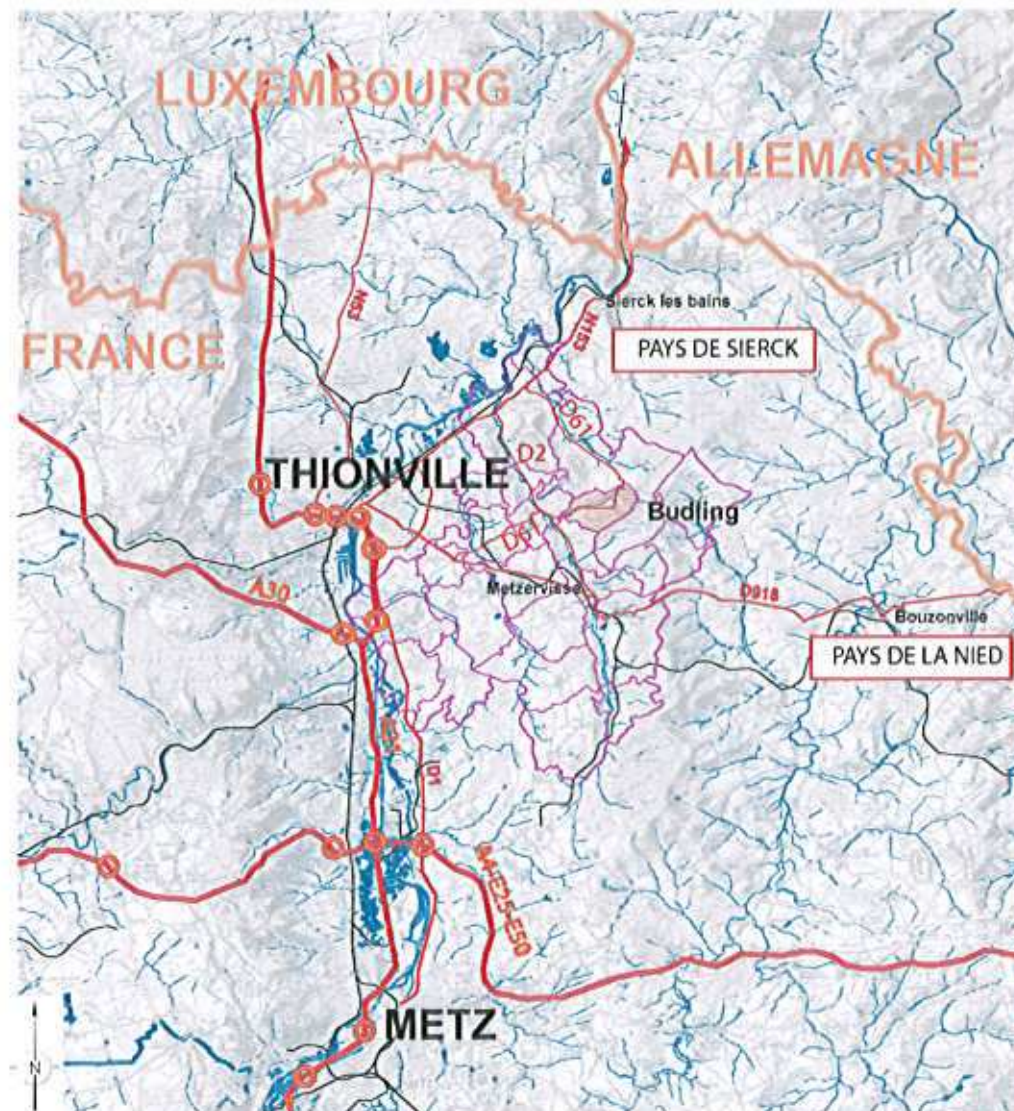 LUXEMBOURG
ALLEMAGNE
N53
Sierck les bains
N153
FRANCE
PAYS DE SIERCK
D61
D2
THIONVILLE
Budling
D61
Metzervisse
A30
D918
Bouzonville
PAYS DE LA NIED
D1
A4-E25-E50
METZ
N